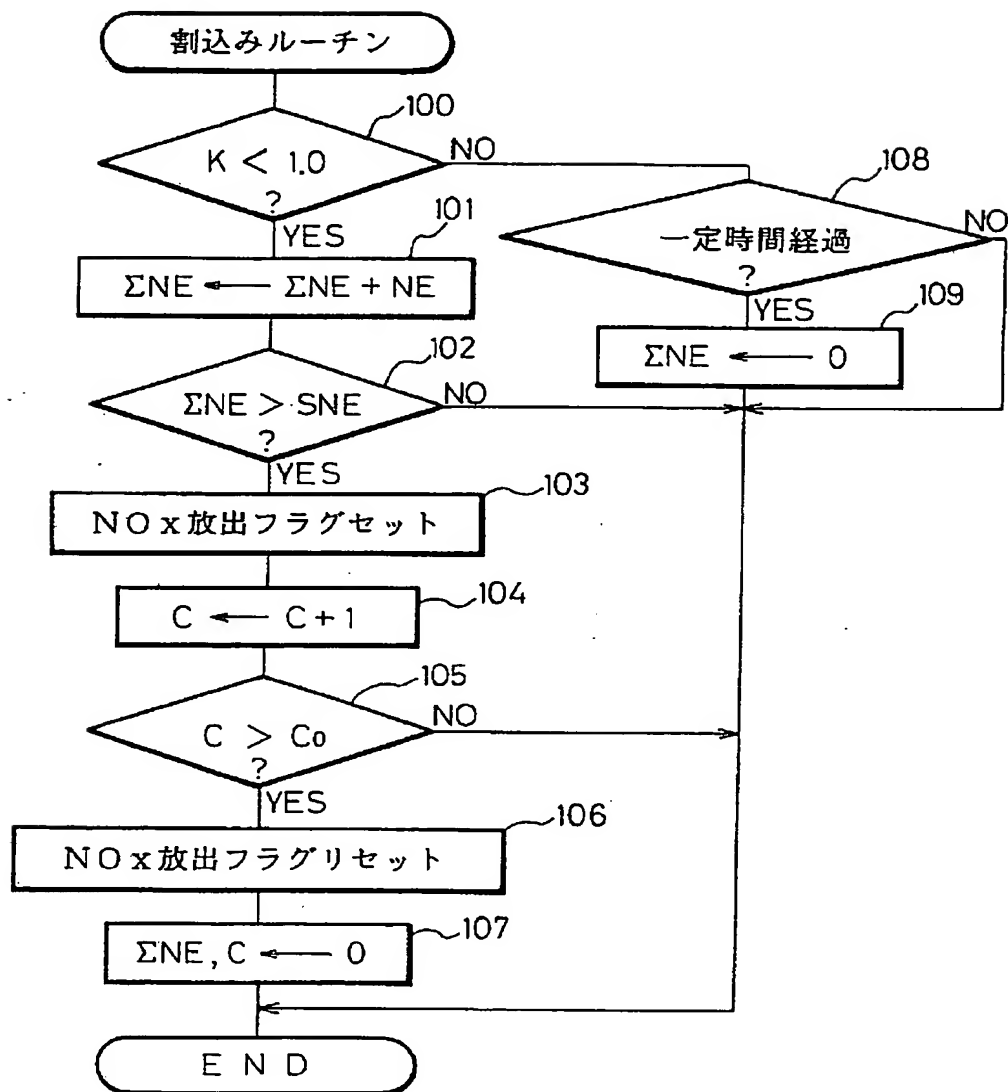 割込みルーチン
100
K < 1.0
?
NO
YES
108
一定時間経過
?
NO
YES
101
ΣNE ← ΣNE + NE
109
ΣNE ← 0
102
ΣNE > SNE
?
NO
YES
103
NOx放出フラグセット
104
C ← C+1
105
C > Co
?
NO
YES
106
NOx放出フラグリセット
107
ΣNE, C ← 0
END